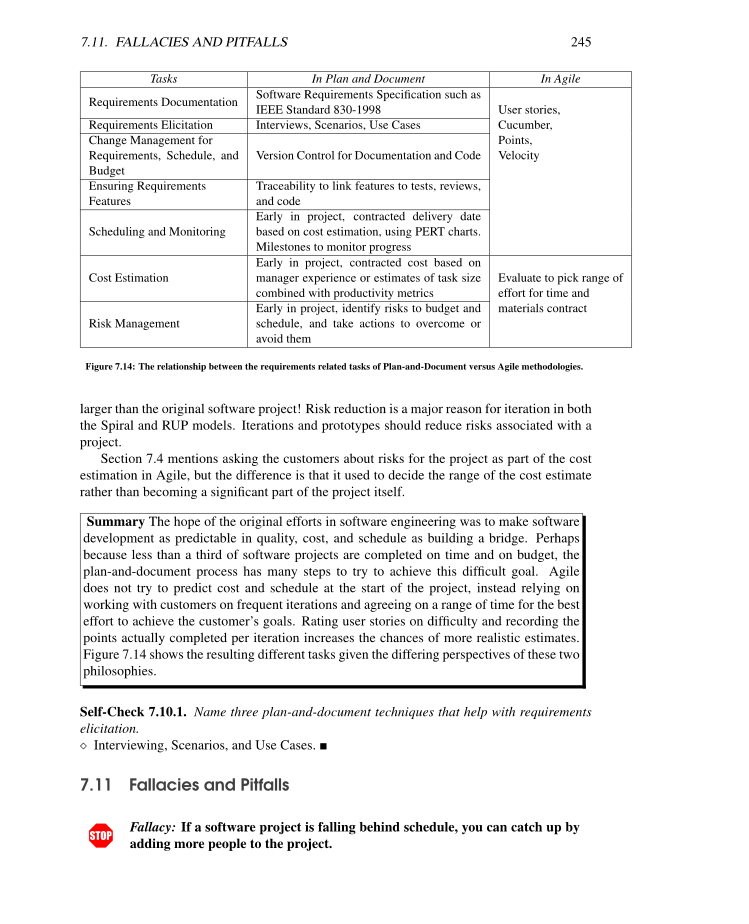 7.11. FALLACIES AND PITFALLS 245
Tasks In Plan and Document In Agile
Requirements Documentation
Software Requirements Specification such as
IEEE Standard 830-1998
Requirements Elicitation
Interviews, Scenarios, Use Cases
Change Management for
Requirements, Schedule, and
Budget
Version Control for Documentation and Code
Ensuring Requirements
Features
Traceability to link features to tests, reviews,
and code
Scheduling and Monitoring
Early in project, contracted delivery date
based on cost estimation, using PERT charts.
Milestones to monitor progress
User stories,
Cucumber,
Points,
Velocity
Cost Estimation
Early in project, contracted cost based on
manager experience or estimates of task size
combined with productivity metrics
Risk Management
Early in project, identify risks to budget and
schedule, and take actions to overcome or
avoid them
Evaluate to pick range of
effort for time and
materials contract
Figure 7.14: The relationship between the requirements related tasks of Plan-and-Document versus Agile methodologies.
larger than the original software project! Risk reduction is a major reason for iteration in both
the Spiral and RUP models. Iterations and prototypes should reduce risks associated with a
project.
Section 7.4 mentions asking the customers about risks for the project as part of the cost
estimation in Agile, but the difference is that it used to decide the range of the cost estimate
rather than becoming a significant part of the project itself.
Summary The hope of the original efforts in software engineering was to make software
development as predictable in quality, cost, and schedule as building a bridge. Perhaps
because less than a third of software projects are completed on time and on budget, the
plan-and-document process has many steps to try to achieve this difficult goal. Agile
does not try to predict cost and schedule at the start of the project, instead relying on
working with customers on frequent iterations and agreeing on a range of time for the best
effort to achieve the customer's goals. Rating user stories on difficulty and recording the
points actually completed per iteration increases the chances of more realistic estimates.
Figure 7.14 shows the resulting different tasks given the differing perspectives of these two
philosophies.
Self-Check 7.10.1. Name three plan-and-document techniques that help with requirements
elicitation.
⋄ Interviewing, Scenarios, and Use Cases. ■
7.11 Fallacies and Pitfalls
STOP
Fallacy: If a software project is falling behind schedule, you can catch up by
adding more people to the project.